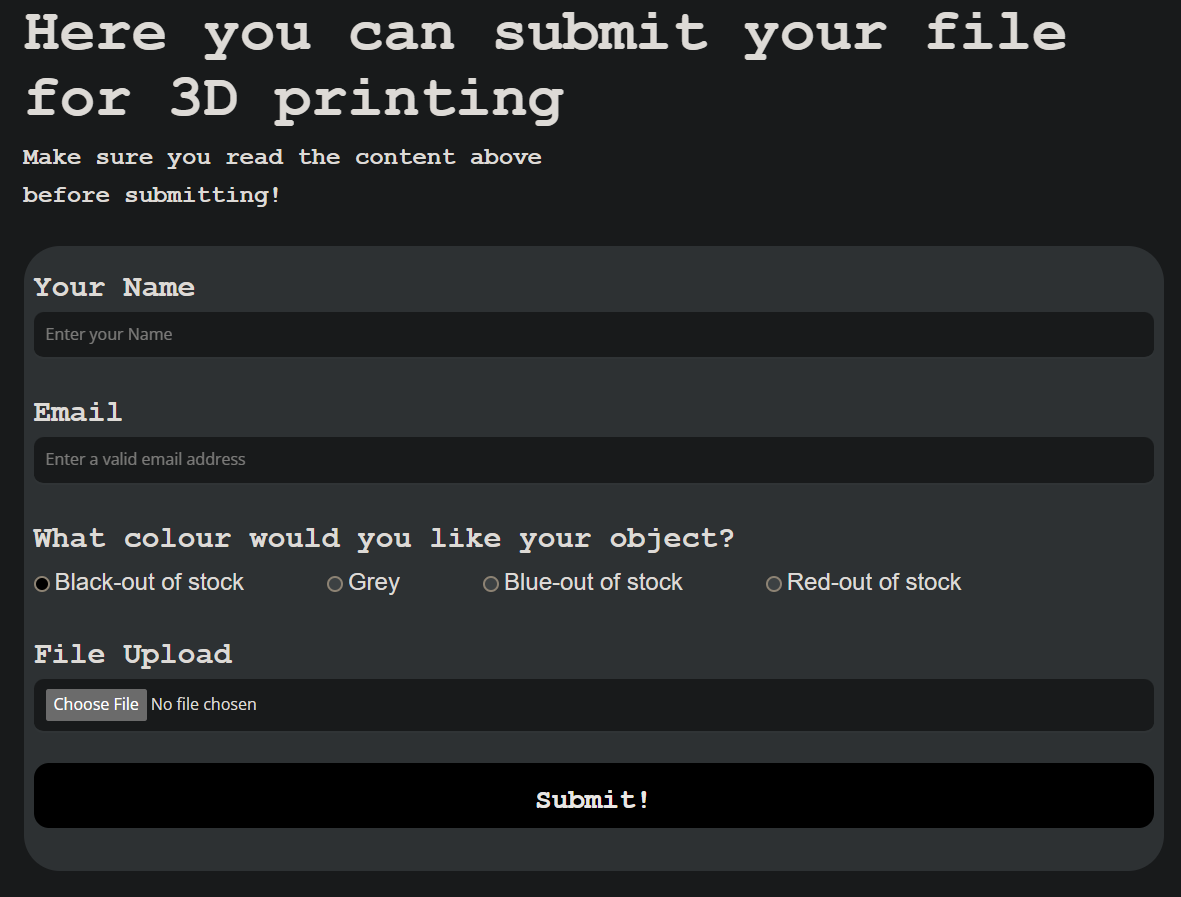 Here you can submit your file
for 3D printing
Make sure you read the content above
before submitting!
Your Name
Enter your Name
Email
Enter a valid email address
What colour would you like your object?
Black-out of stock Grey Blue-out of stock Red-out of stock
File Upload
Choose File No file chosen
Submit!